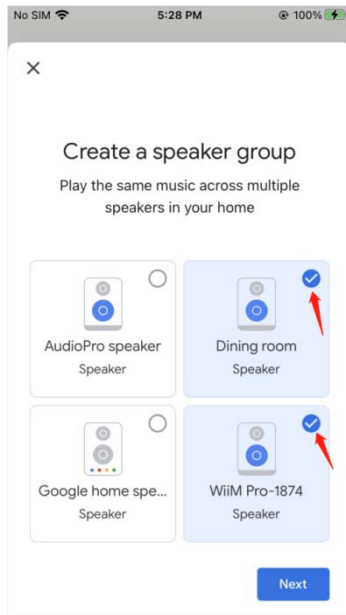 No SIM 5:28 PM 100%
Create a speaker group
Play the same music across multiple
speakers in your home
AudioPro speaker
Speaker
Dining room
Speaker
Google home spe...
Speaker
WiiM Pro-1874
Speaker
Next